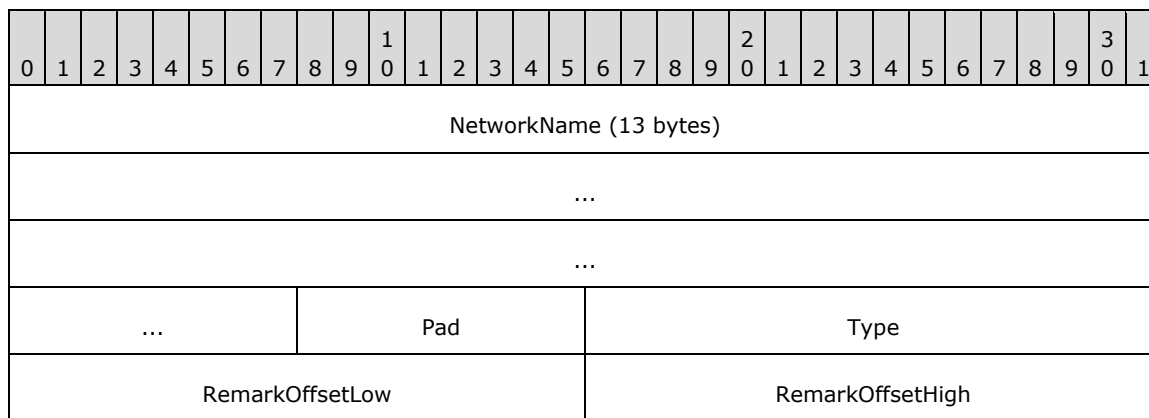 1 2 3
0 1 2 3 4 5 6 7 8 9 0 1 2 3 4 5 6 7 8 9 0 1 2 3 4 5 6 7 8 9 0 1
NetworkName (13 bytes)
...
...
... Pad Type
RemarkOffsetLow RemarkOffsetHigh